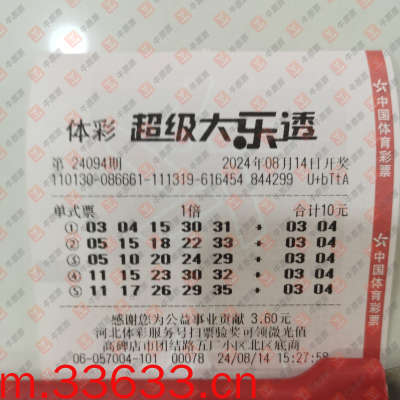 体彩 超级大乐透
第 24094期 2024年08月14日开奖
110130-086661-111319-616454 844299 U+bTtA
单式票 1倍 合计10元
① 03 04 15 30 31 + 03 04
② 05 15 18 22 33 + 03 04
③ 05 10 20 24 29 + 03 04
④ 11 15 23 30 32 + 03 04
⑤ 11 17 26 29 35 + 03 04
感谢您为公益事业贡献 3.60元
河北体彩服务号扫票验奖可领微光值
高碑店市团结路五厂小区北区底商
06-057004-101 00078 24/08/14 15:27:58
中国体育彩票
中国体育彩票
m.33633.cn